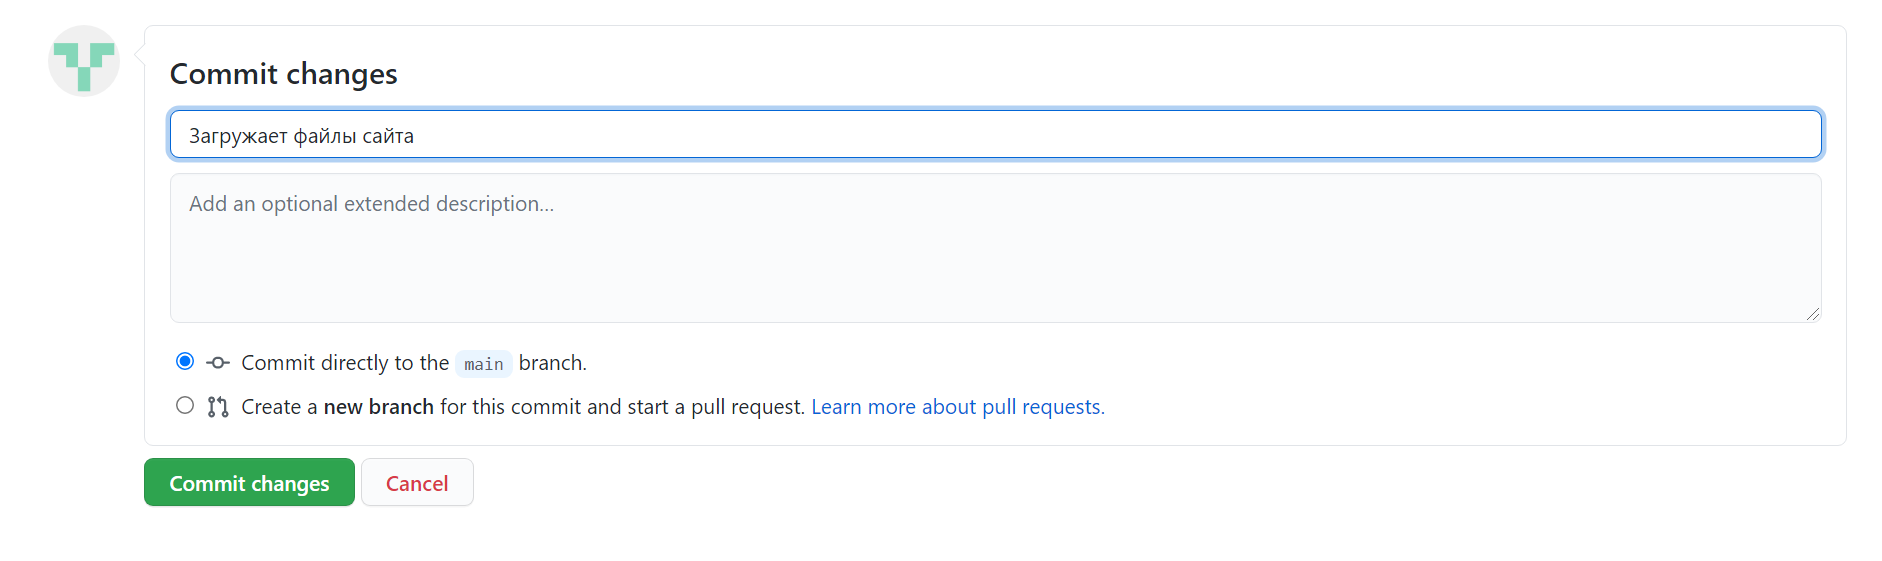 Commit changes
Загружает файлы сайта
Add an optional extended description...
Commit directly to the main branch.
Create a new branch for this commit and start a pull request. Learn more about pull requests.
Commit changes Cancel